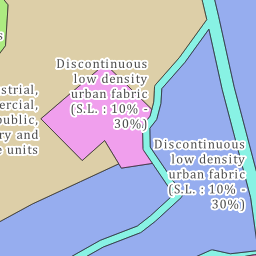 s
Discontinuous
low density
urban fabric
(S.L. : 10% -
30%)
strial,
ercial,
public,
ry and
e units
Discontinuous
low density
urban fabric
(S.L. : 10% -
30%)